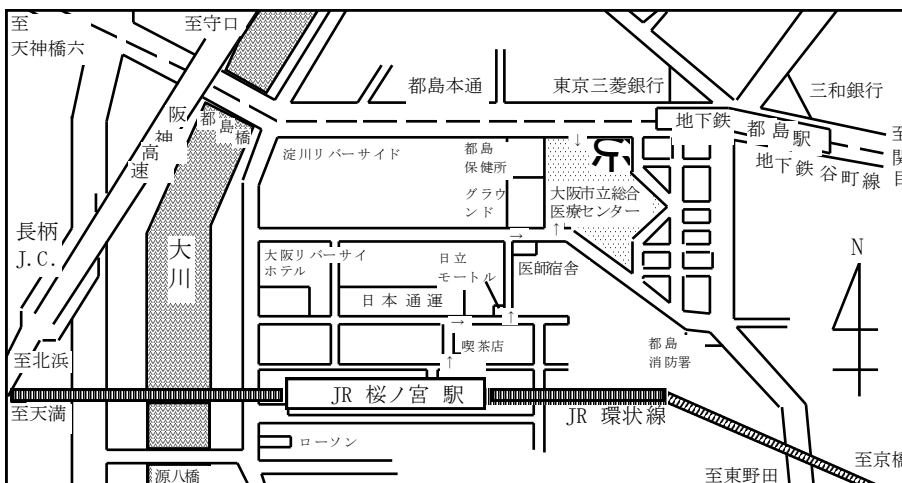 至
天神橋六
至守口
阪神高速
都島橋
都島本通
東京三菱銀行
三和銀行
地下鉄
都島駅
至
関
目
地下鉄谷町線
淀川リバーサイド
都島
保健所
グラウ
ンド
↓
大阪市立総合
医療センター
↑
→
長柄
J.C.
大川
大阪リバーサイ
ホテル
日立
モートル
医師宿舎
日本通運
→
↑
N
喫茶店
↑
都島
消防署
至北浜
JR 桜ノ宮 駅
至天満
JR 環状線
ローソン
源八橋
至東野田
至京橋